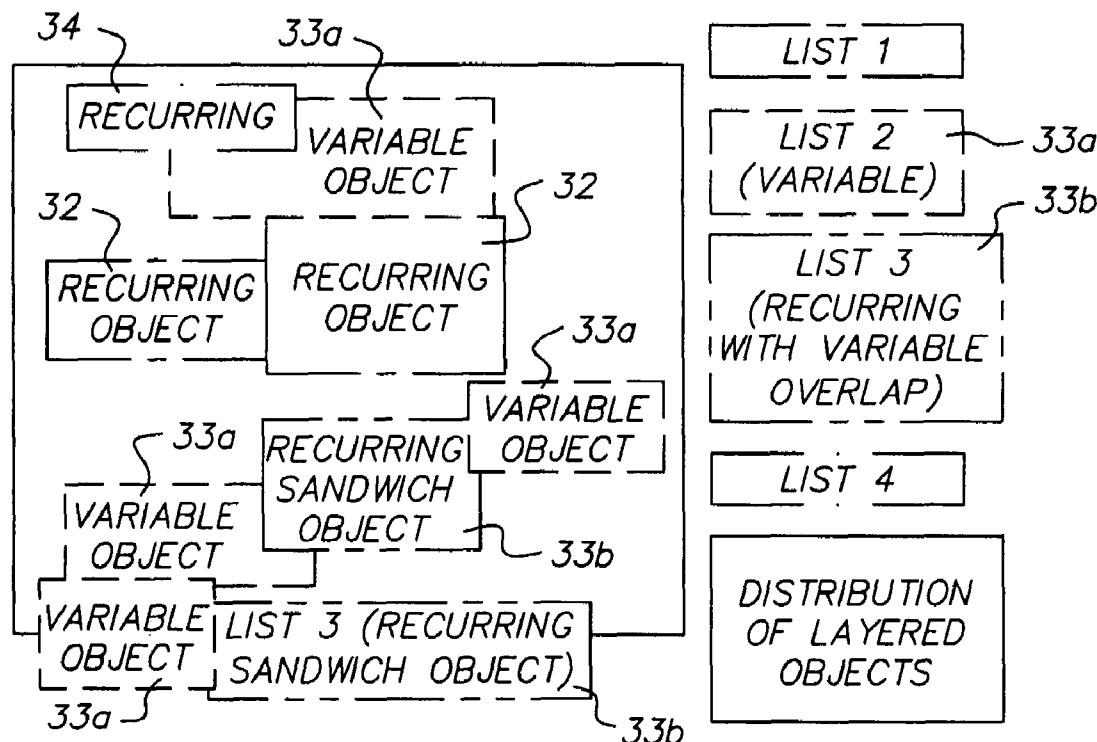 34
33a
RECURRING
VARIABLE
OBJECT
32
32
RECURRING
OBJECT
RECURRING
OBJECT
33a
VARIABLE
OBJECT
33a
RECURRING
SANDWICH
OBJECT
VARIABLE
OBJECT
33b
VARIABLE
OBJECT
LIST 3 (RECURRING
SANDWICH OBJECT)
33a
33b
LIST 1
LIST 2
(VARIABLE)
33a
33b
LIST 3
(RECURRING
WITH VARIABLE
OVERLAP)
LIST 4
DISTRIBUTION
OF LAYERED
OBJECTS